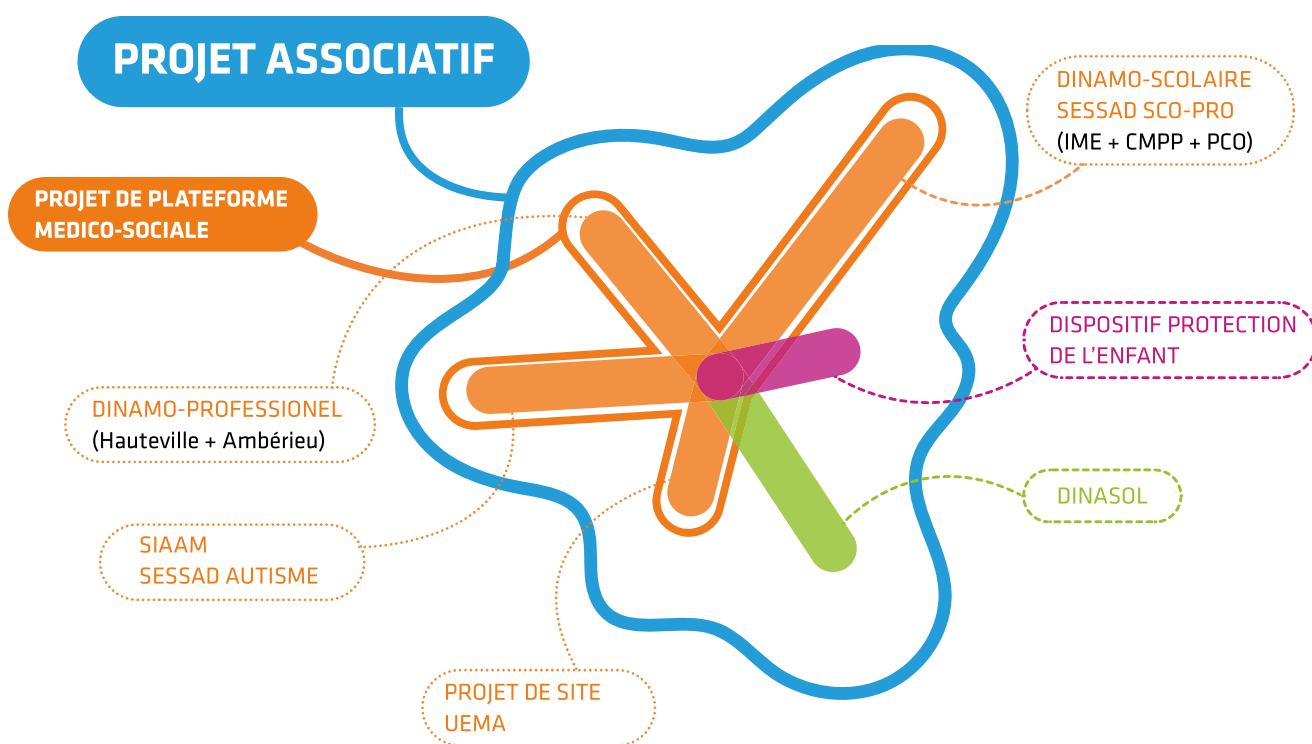 PROJET ASSOCIATIF
PROJET DE PLATEFORME
MEDICO-SOCIALE
DINAMO-SCOLAIRE
SESSAD SCO-PRO
(IME + CMPP + PCO)
DISPOSITIF PROTECTION
DE L'ENFANT
DINAMO-PROFESSIONEL
(Hauteville + Ambérieu)
DINASOL
SIAAM
SESSAD AUTISME
PROJET DE SITE
UEMA